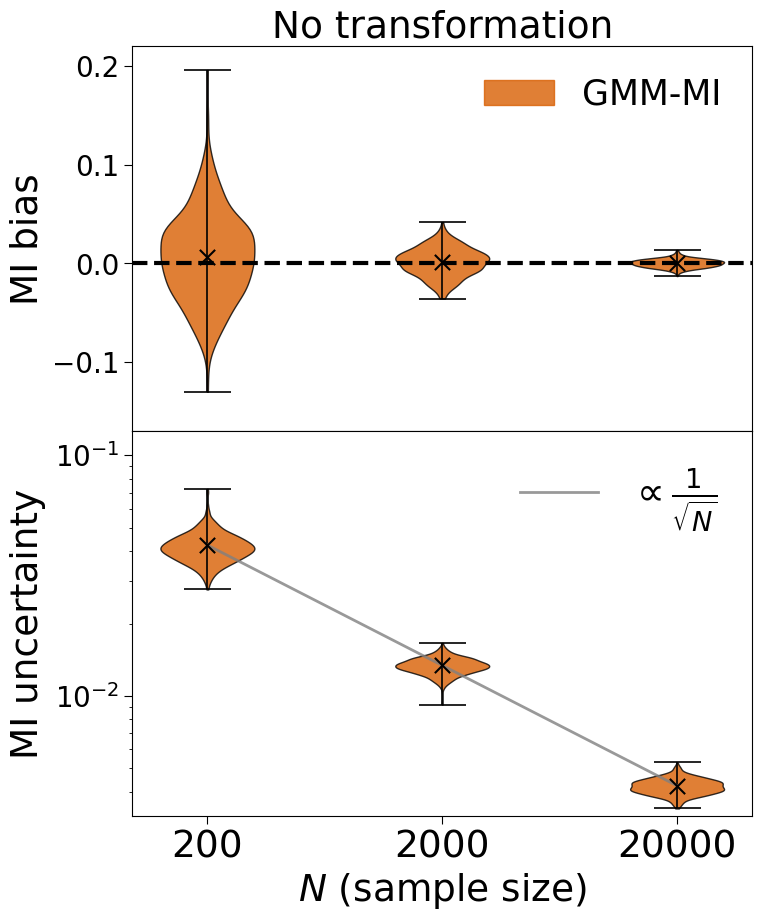 No transformation
MI bias
0.2
0.1
0.0
−0.1
GMM-MI
MI uncertainty
10⁻¹
10⁻²
∝ 1/√N
200 2000 20000
N (sample size)